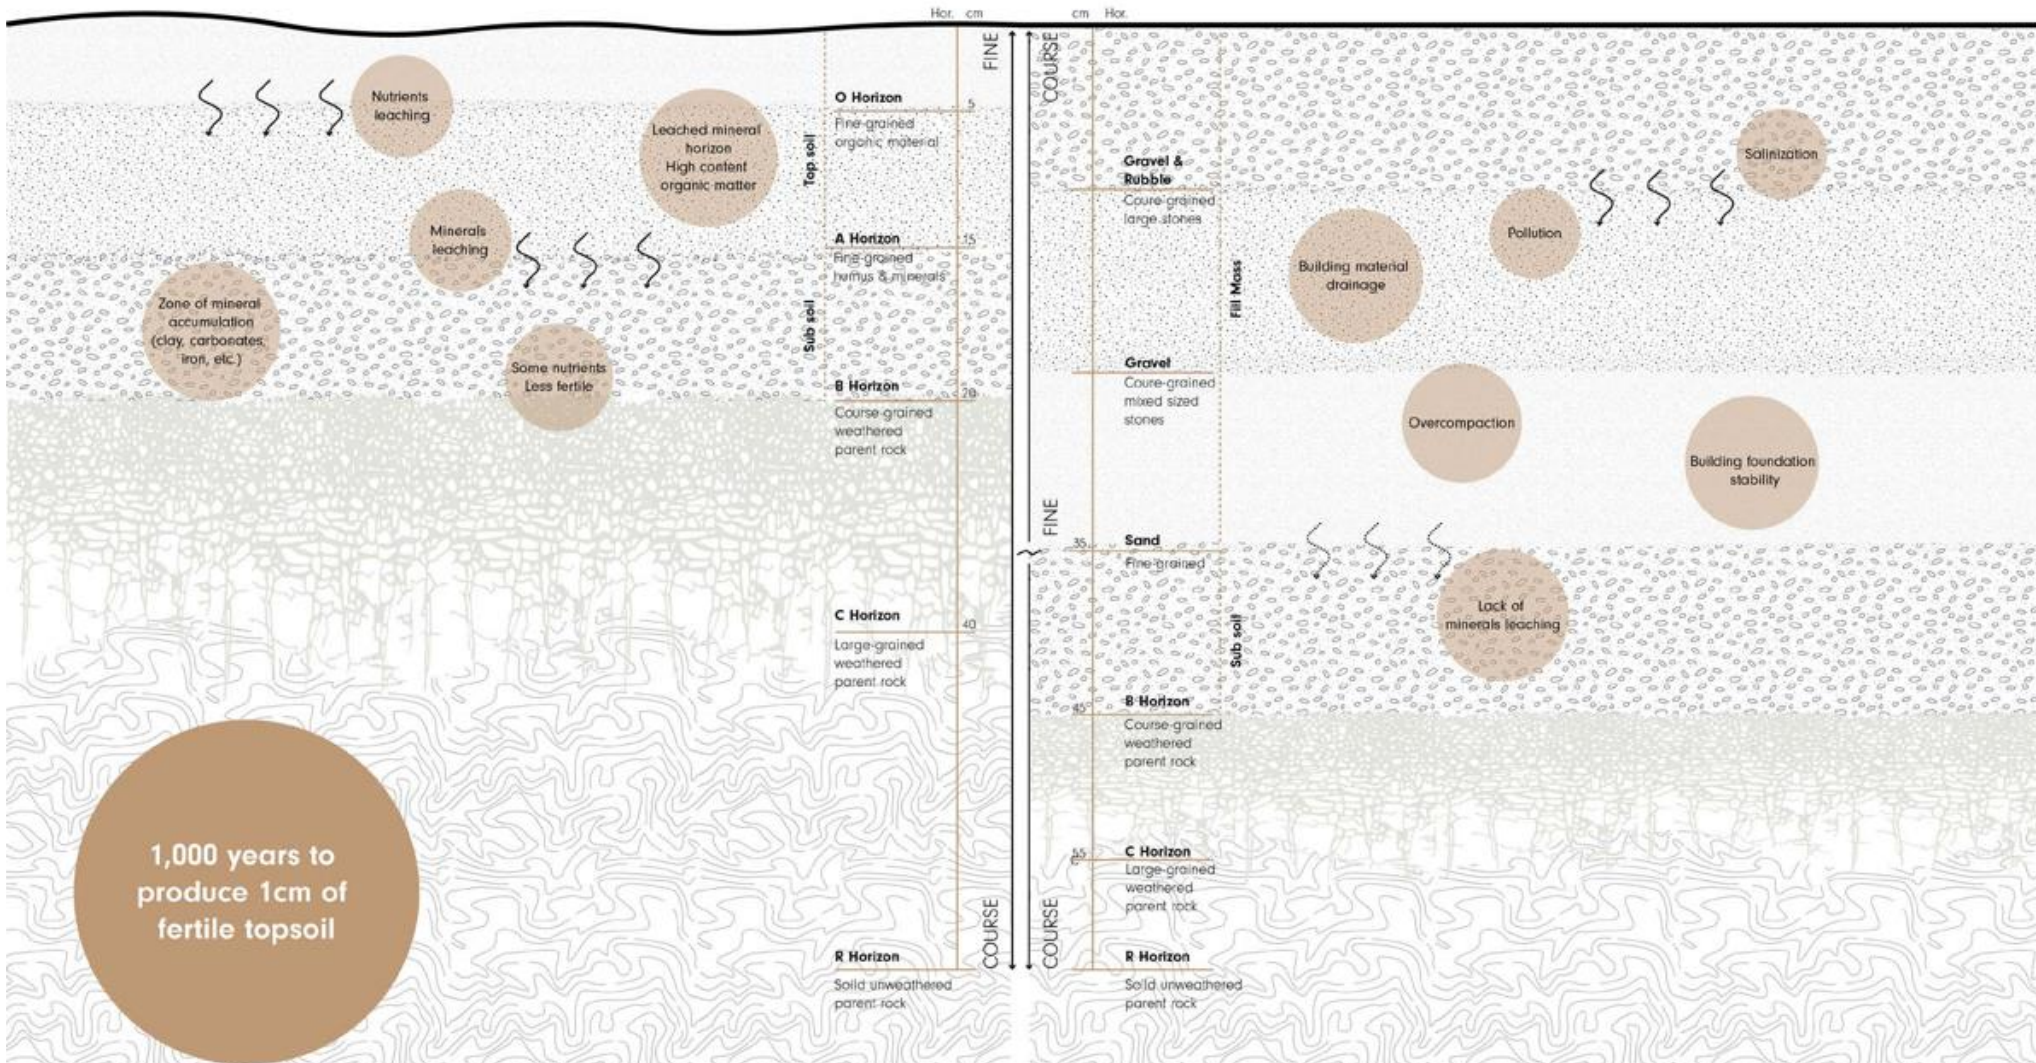 Hor. cm
cm Hor.
FINE
COURSE
Nutrients
leaching
Leached mineral
horizon
High content
organic matter
Minerals
leaching
Zone of mineral
accumulation
(clay, carbonates,
iron, etc.)
Some nutrients
Less fertile
Top soil
Sub soil
O Horizon
5
Fine-grained
organic material
A Horizon
15
Fine-grained
humus & minerals
B Horizon
20
Course-grained
weathered
parent rock
C Horizon
40
Large-grained
weathered
parent rock
R Horizon
Soild unweathered
parent rock
COURSE
1,000 years to
produce 1cm of
fertile topsoil
Gravel &
Rubble
Coure-grained
large stones
Fill Mass
Gravel
Coure-grained
mixed sized
stones
FINE
35
Sand
Fine-grained
Sub soil
45
B Horizon
Course-grained
weathered
parent rock
55
C Horizon
Large-grained
weathered
parent rock
COURSE
R Horizon
Soild unweathered
parent rock
Salinization
Pollution
Building material
drainage
Overcompaction
Building foundation
stability
Lack of
minerals leaching